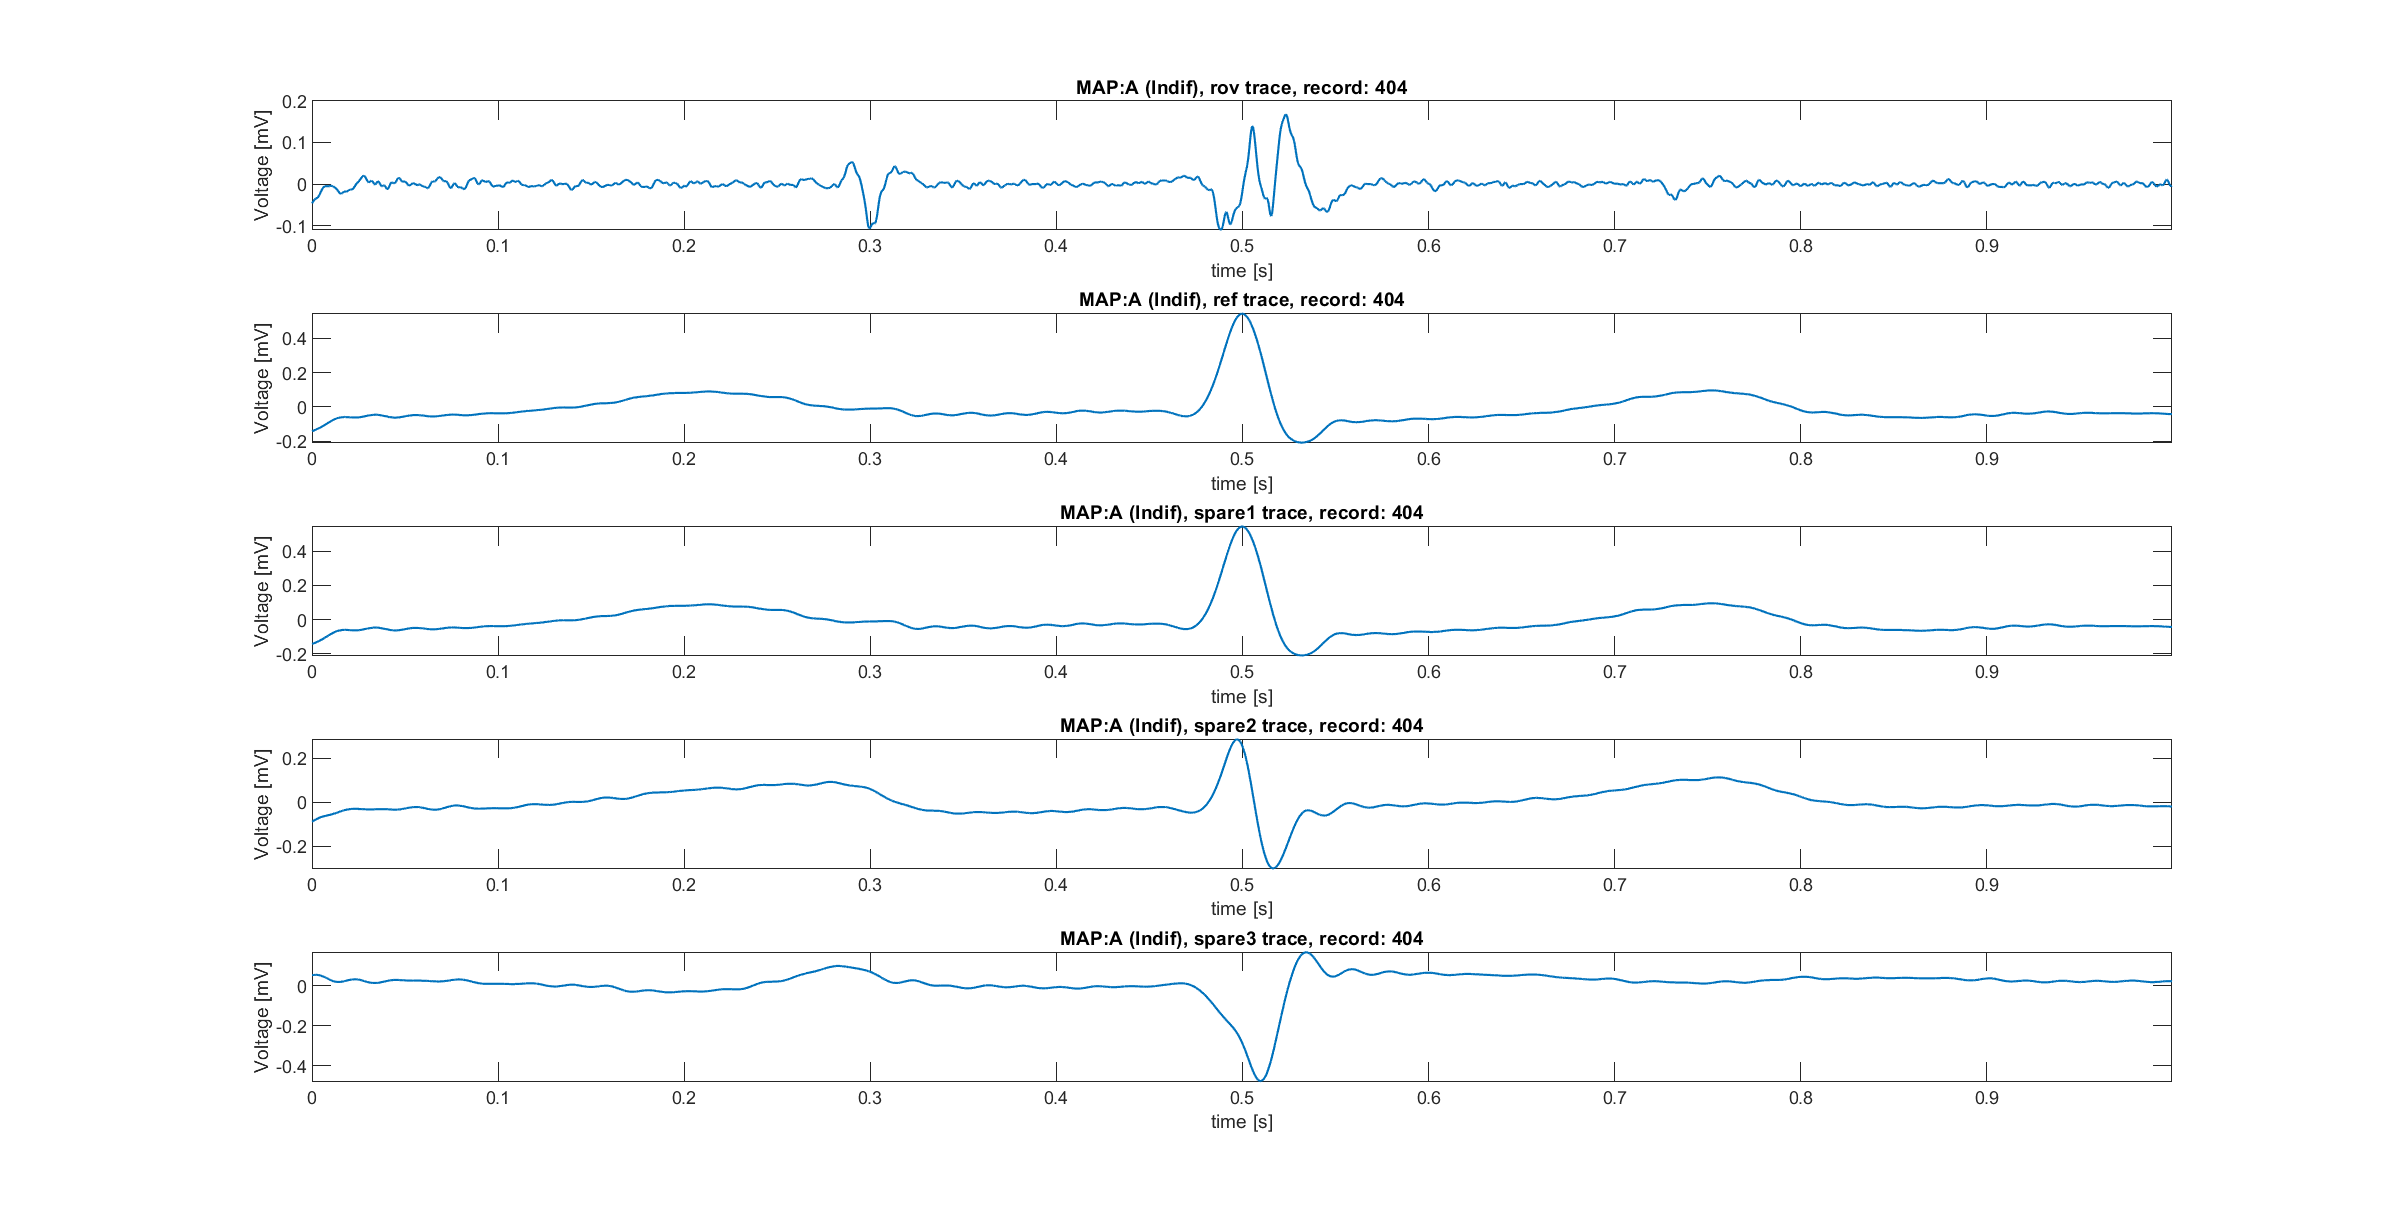 MAP:A (Indif), rov trace, record: 404
Voltage [mV]
0.2
0.1
0
-0.1
0 0.1 0.2 0.3 0.4 0.5 0.6 0.7 0.8 0.9
time [s]
MAP:A (Indif), ref trace, record: 404
Voltage [mV]
0.4
0.2
0
-0.2
0 0.1 0.2 0.3 0.4 0.5 0.6 0.7 0.8 0.9
time [s]
MAP:A (Indif), spare1 trace, record: 404
Voltage [mV]
0.4
0.2
0
-0.2
0 0.1 0.2 0.3 0.4 0.5 0.6 0.7 0.8 0.9
time [s]
MAP:A (Indif), spare2 trace, record: 404
Voltage [mV]
0.2
0
-0.2
0 0.1 0.2 0.3 0.4 0.5 0.6 0.7 0.8 0.9
time [s]
MAP:A (Indif), spare3 trace, record: 404
Voltage [mV]
0
-0.2
-0.4
0 0.1 0.2 0.3 0.4 0.5 0.6 0.7 0.8 0.9
time [s]